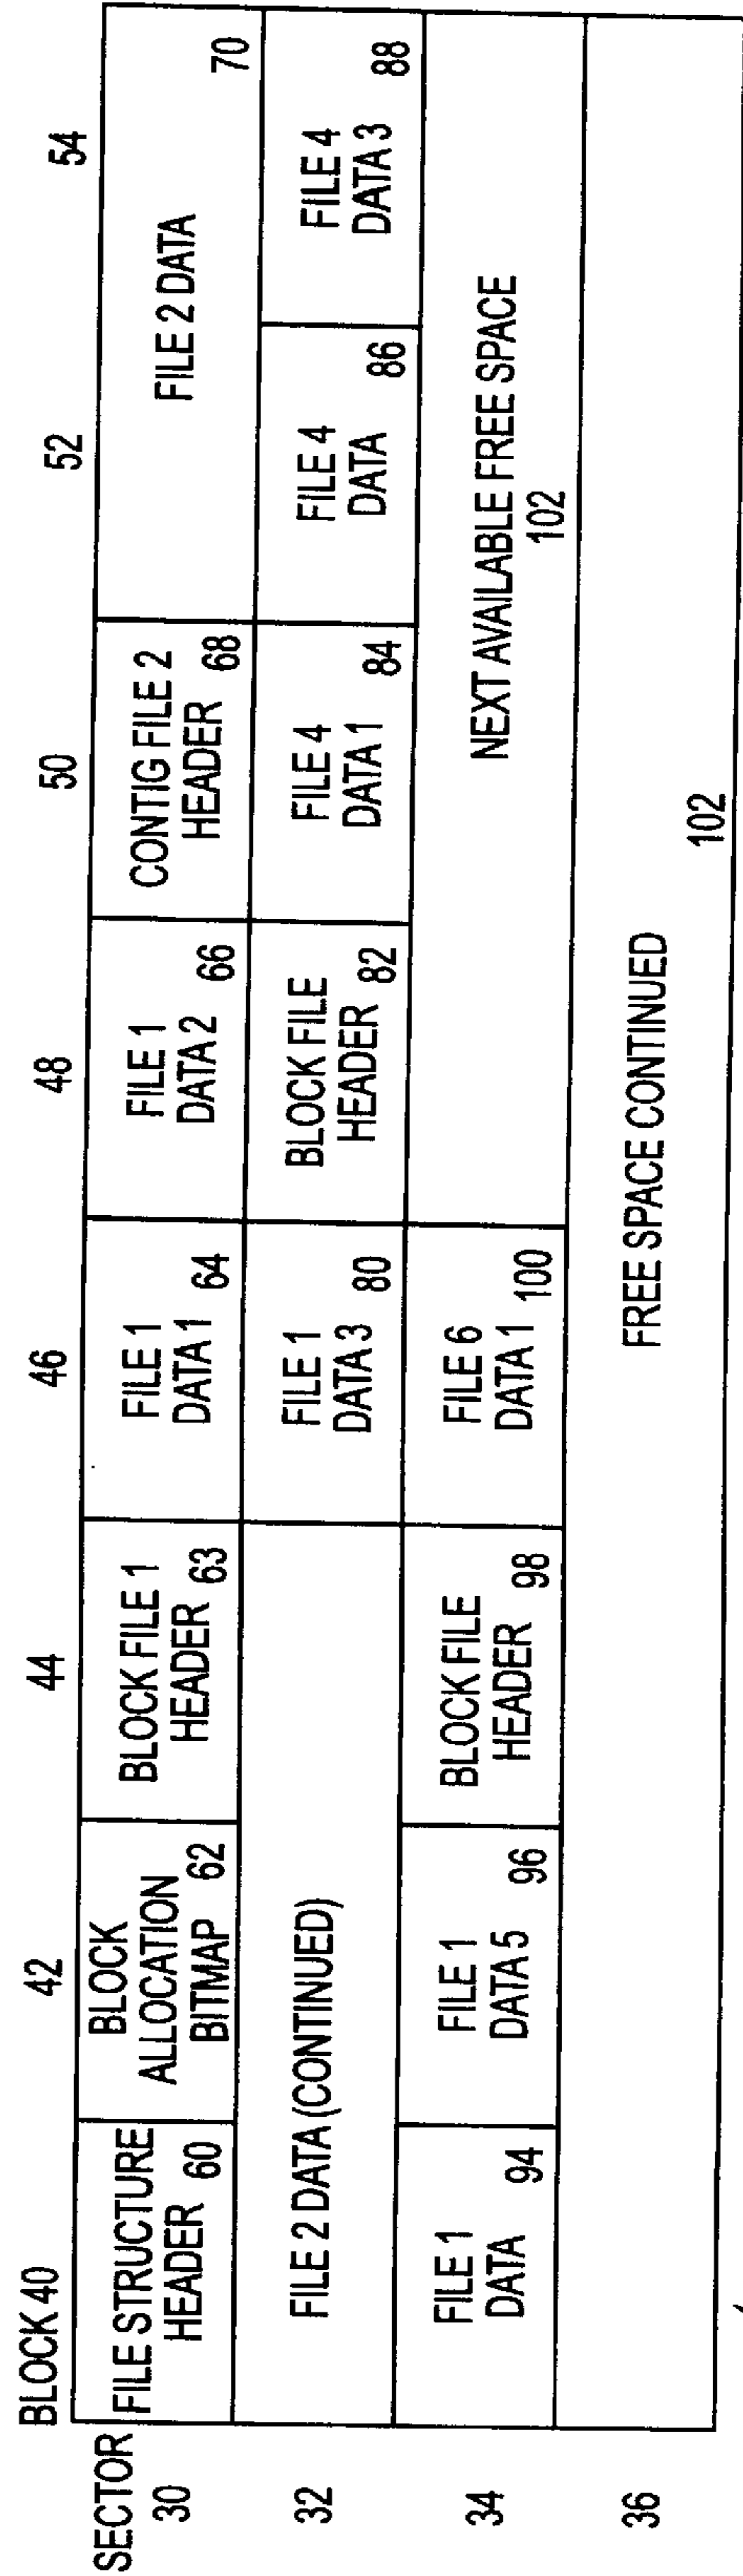 BLOCK 40 42 44 46 48 50 52 54
SECTOR
30
FILE STRUCTURE
HEADER 60
BLOCK
ALLOCATION
BITMAP 62
BLOCK FILE 1
HEADER 63
FILE 1
DATA 1 64
FILE 1
DATA 2 66
CONTIG FILE 2
HEADER 68
FILE 2 DATA
70
32
FILE 2 DATA (CONTINUED)
FILE 1
DATA 3 80
BLOCK FILE
HEADER 82
FILE 4
DATA 1 84
FILE 4
DATA 86
FILE 4
DATA 3 88
34
FILE 1
DATA 94
FILE 1
DATA 5 96
BLOCK FILE
HEADER 98
FILE 6
DATA 1 100
NEXT AVAILABLE FREE SPACE
102
36
FREE SPACE CONTINUED
102